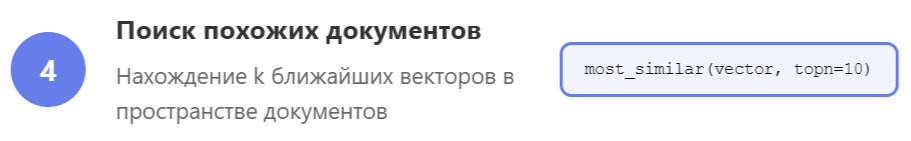 4
Поиск похожих документов
Нахождение k ближайших векторов в
пространстве документов
most_similar(vector, topn=10)